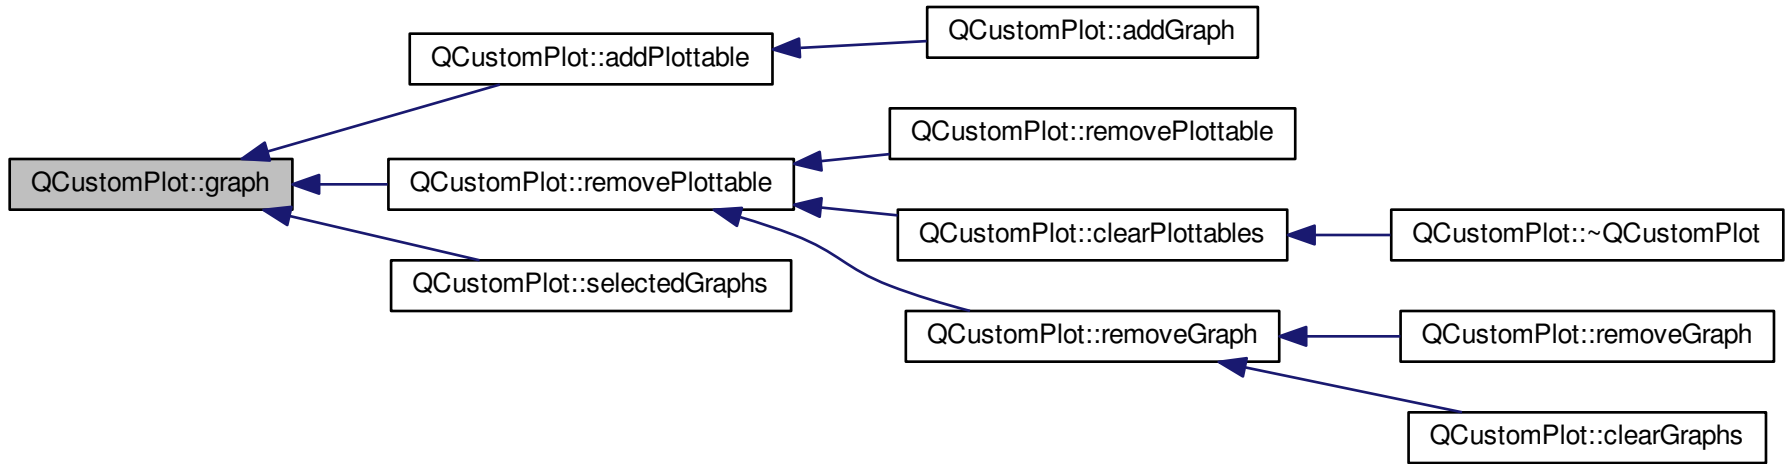 QCustomPlot::addGraph
QCustomPlot::addPlottable
QCustomPlot::removePlottable
QCustomPlot::graph
QCustomPlot::removePlottable
QCustomPlot::clearPlottables
QCustomPlot::~QCustomPlot
QCustomPlot::selectedGraphs
QCustomPlot::removeGraph
QCustomPlot::removeGraph
QCustomPlot::clearGraphs